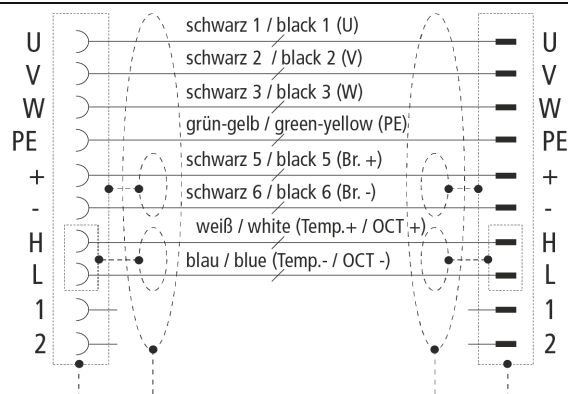 U schwarz 1 / black 1 (U) U
V schwarz 2 / black 2 (V) V
W schwarz 3 / black 3 (W) W
PE grün-gelb / green-yellow (PE) PE
+ schwarz 5 / black 5 (Br. +) +
- schwarz 6 / black 6 (Br. -) -
H weiß / white (Temp.+ / OCT +) H
L blau / blue (Temp.- / OCT -) L
1 1
2 2